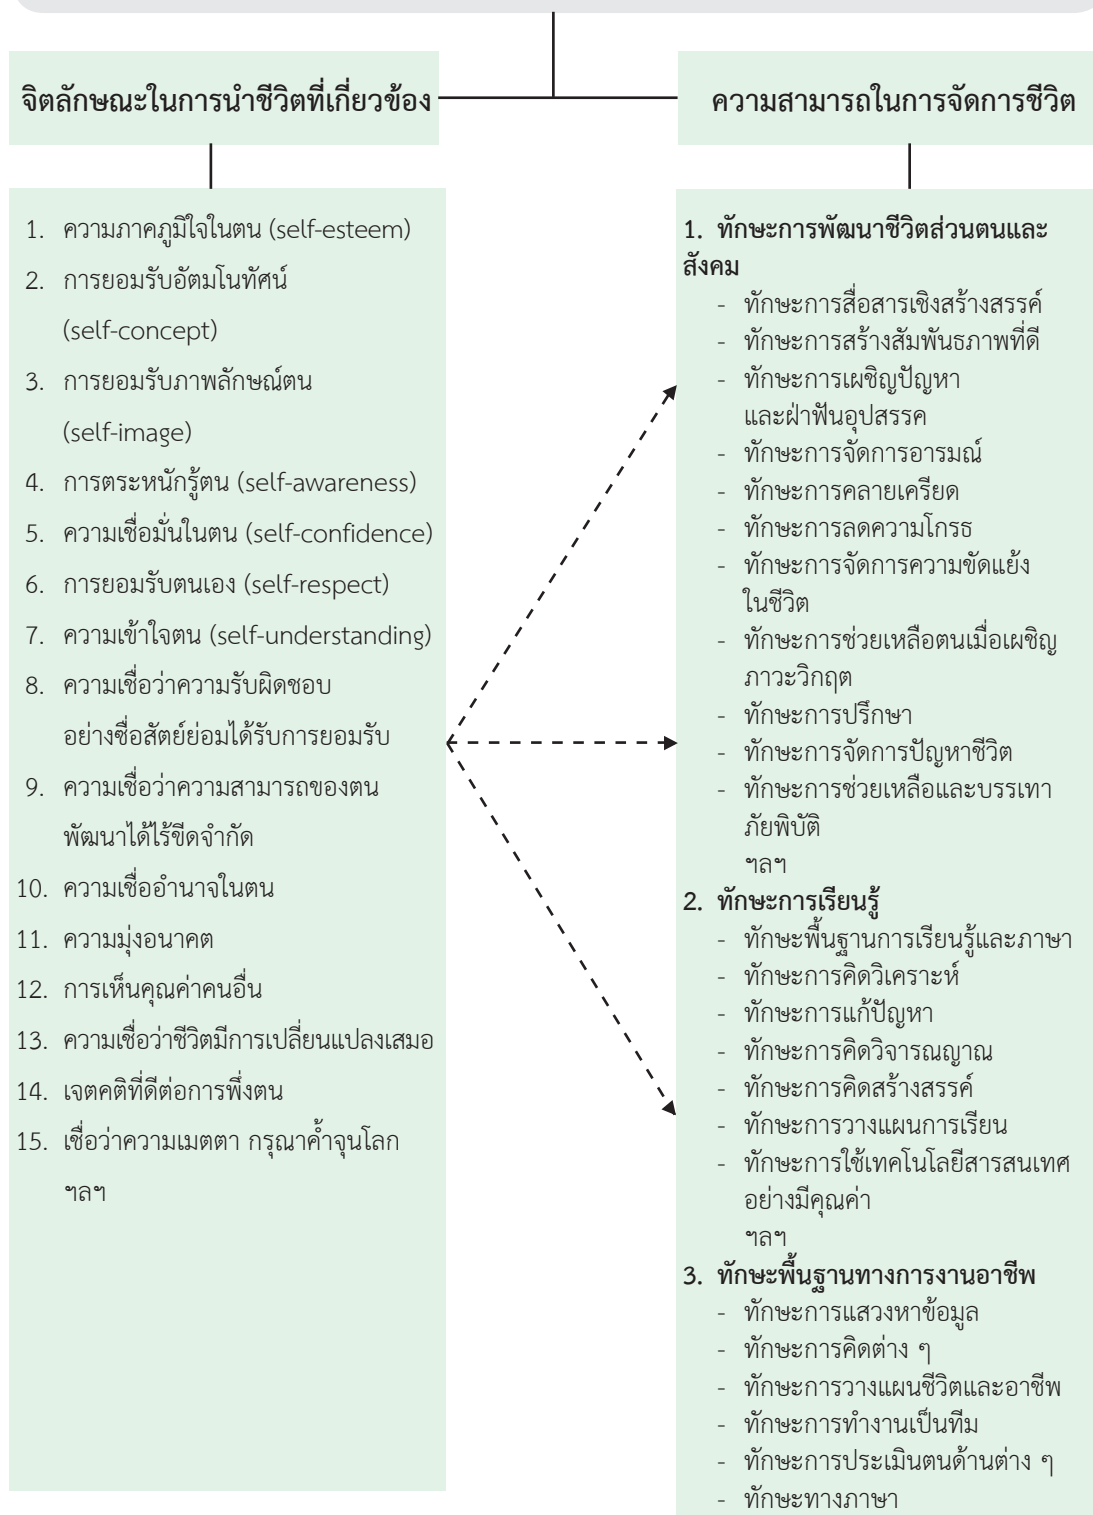 จิตลักษณะในการนำชีวิตที่เกี่ยวข้อง
1. ความภาคภูมิใจในตน (self-esteem)
2. การยอมรับอัตมโนทัศน์
(self-concept)
3. การยอมรับภาพลักษณ์ตน
(self-image)
4. การตระหนักรู้ตน (self-awareness)
5. ความเชื่อมั่นในตน (self-confidence)
6. การยอมรับตนเอง (self-respect)
7. ความเข้าใจตน (self-understanding)
8. ความเชื่อว่าความรับผิดชอบ
อย่างซื่อสัตย์ย่อมได้รับการยอมรับ
9. ความเชื่อว่าความสามารถของตน
พัฒนาได้ไร้ขีดจำกัด
10. ความเชื่ออำนาจในตน
11. ความมุ่งอนาคต
12. การเห็นคุณค่าคนอื่น
13. ความเชื่อว่าชีวิตมีการเปลี่ยนแปลงเสมอ
14. เจตคติที่ดีต่อการพึ่งตน
15. เชื่อว่าความเมตตา กรุณาค้ำจุนโลก
ฯลฯ
ความสามารถในการจัดการชีวิต
1. ทักษะการพัฒนาชีวิตส่วนตนและ
สังคม
- ทักษะการสื่อสารเชิงสร้างสรรค์
- ทักษะการสร้างสัมพันธภาพที่ดี
- ทักษะการเผชิญปัญหา
และฝ่าฟันอุปสรรค
- ทักษะการจัดการอารมณ์
- ทักษะการคลายเครียด
- ทักษะการลดความโกรธ
- ทักษะการจัดการความขัดแย้ง
ในชีวิต
- ทักษะการช่วยเหลือตนเมื่อเผชิญ
ภาวะวิกฤต
- ทักษะการปรึกษา
- ทักษะการจัดการปัญหาชีวิต
- ทักษะการช่วยเหลือและบรรเทา
ภัยพิบัติ
ฯลฯ
2. ทักษะการเรียนรู้
- ทักษะพื้นฐานการเรียนรู้และภาษา
- ทักษะการคิดวิเคราะห์
- ทักษะการแก้ปัญหา
- ทักษะการคิดวิจารณญาณ
- ทักษะการคิดสร้างสรรค์
- ทักษะการวางแผนการเรียน
- ทักษะการใช้เทคโนโลยีสารสนเทศ
อย่างมีคุณค่า
ฯลฯ
3. ทักษะพื้นฐานทางการงานอาชีพ
- ทักษะการแสวงหาข้อมูล
- ทักษะการคิดต่าง ๆ
- ทักษะการวางแผนชีวิตและอาชีพ
- ทักษะการทำงานเป็นทีม
- ทักษะการประเมินตนด้านต่าง ๆ
- ทักษะทางภาษา